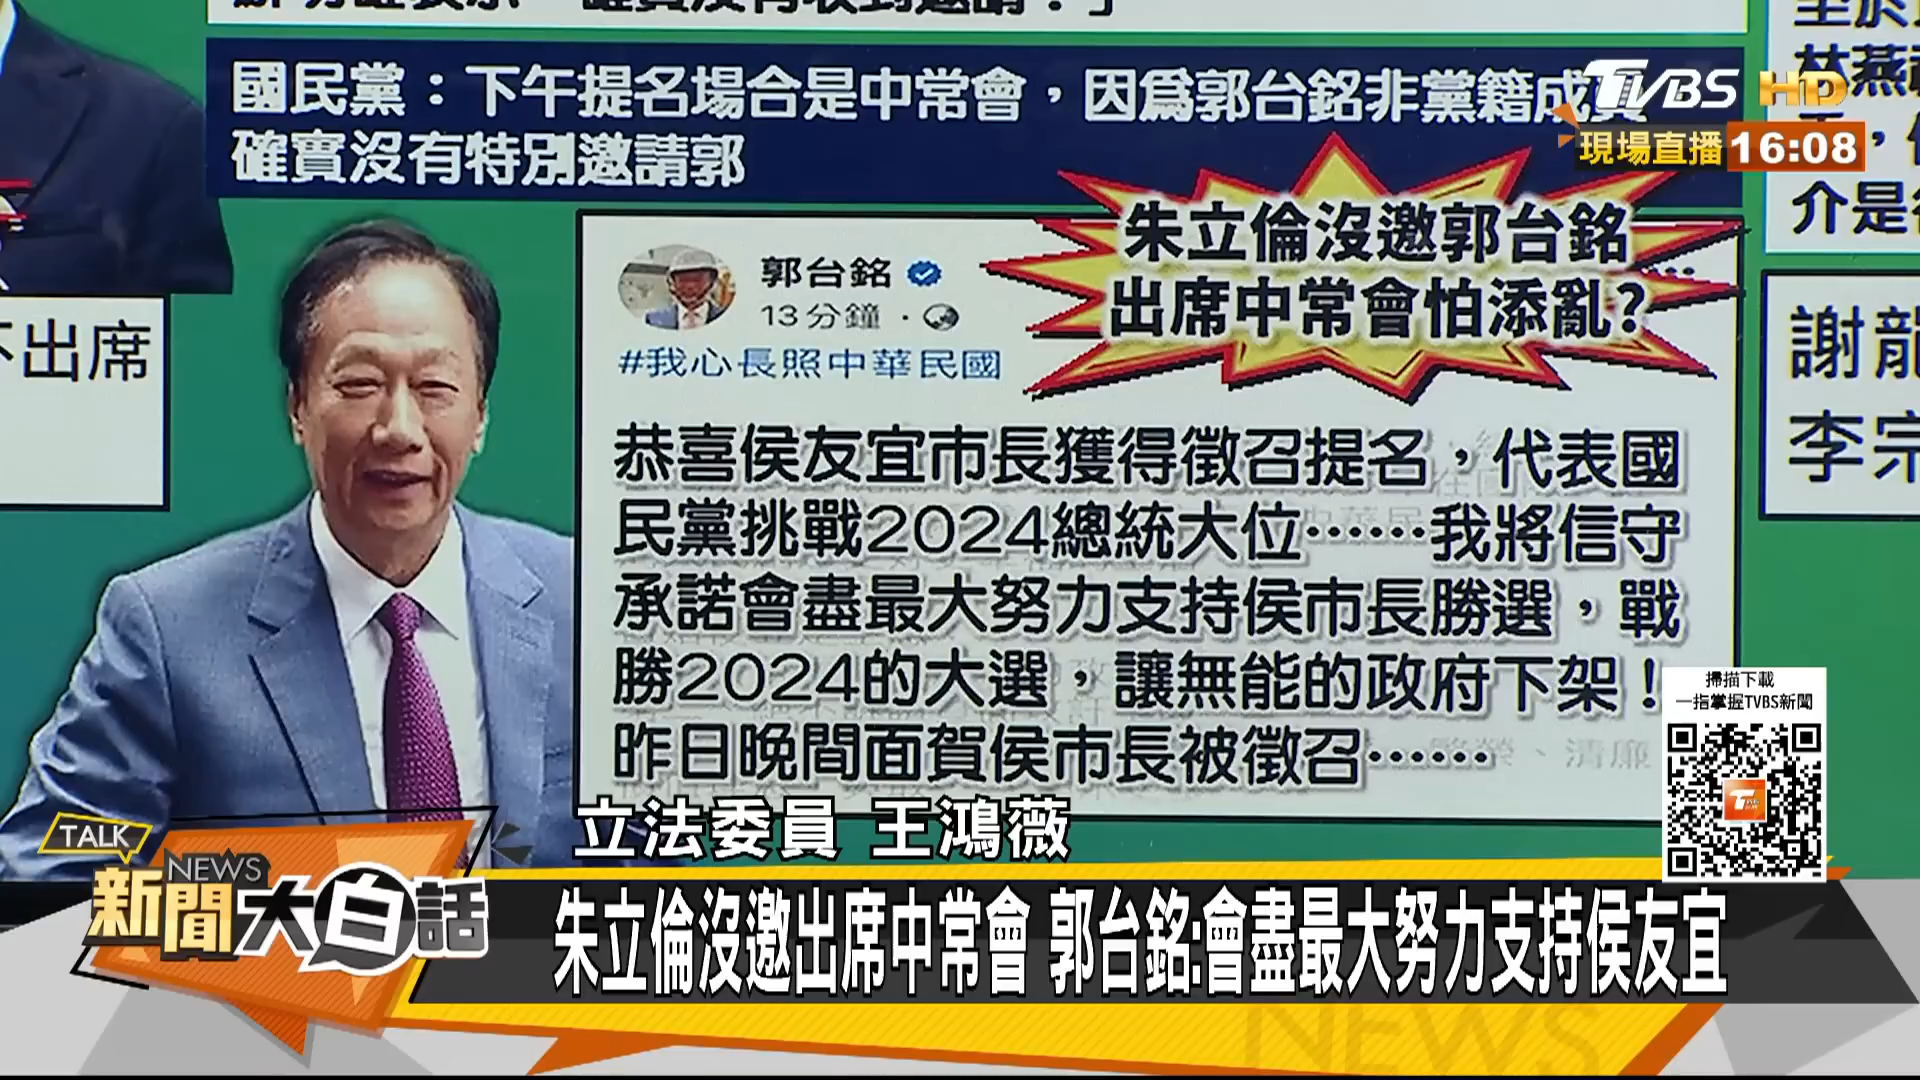 國民黨：下午提名場合是中常會，因為郭台銘非黨籍成員
確實沒有特別邀請郭
TVBS HD
現場直播 16:08
朱立倫沒邀郭台銘
出席中常會怕添亂？
郭台銘
13分鐘
#我心長照中華民國
恭喜侯友宜市長獲得徵召提名，代表國
民黨挑戰2024總統大位……我將信守
承諾會盡最大努力支持侯市長勝選，戰
勝2024的大選，讓無能的政府下架！
昨日晚間面賀侯市長被徵召……
不出席
林燕
介是
謝龍
李宗
掃描下載
一指掌握TVBS新聞
立法委員 王鴻薇
TALK
NEWS
新聞大白話
朱立倫沒邀出席中常會 郭台銘:會盡最大努力支持侯友宜
NEWS